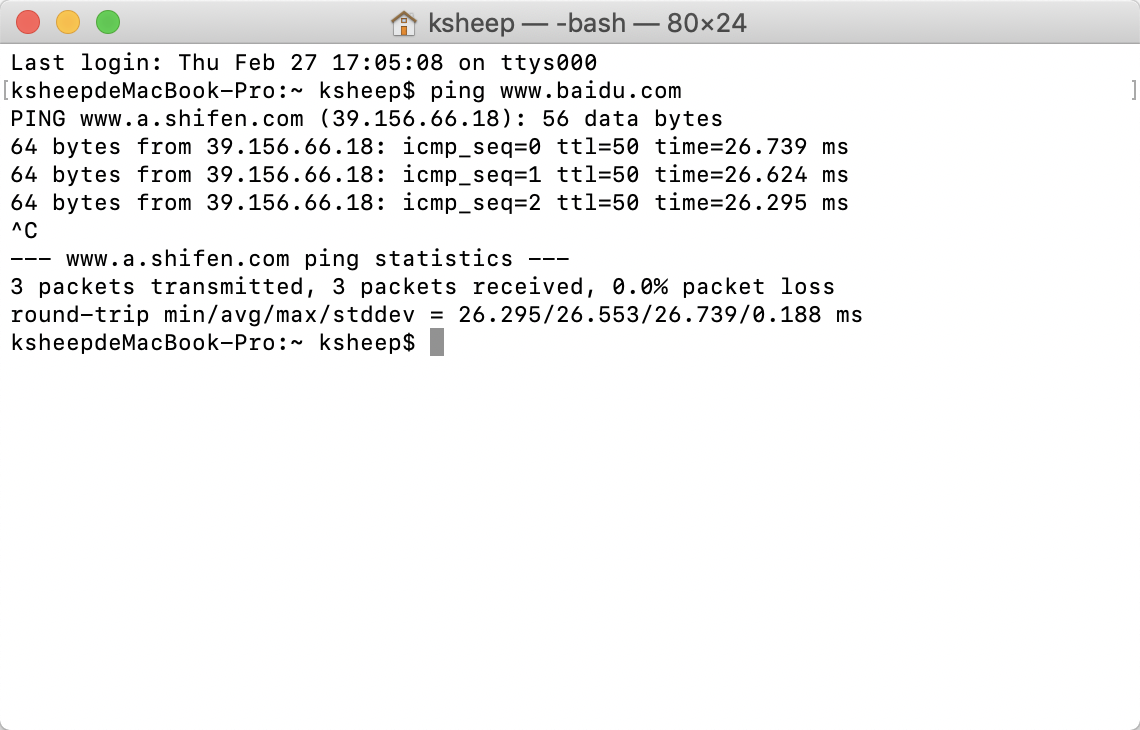 ksheep — -bash — 80×24
Last login: Thu Feb 27 17:05:08 on ttys000
[ksheepdeMacBook-Pro:~ ksheep$ ping www.baidu.com ]
PING www.a.shifen.com (39.156.66.18): 56 data bytes
64 bytes from 39.156.66.18: icmp_seq=0 ttl=50 time=26.739 ms
64 bytes from 39.156.66.18: icmp_seq=1 ttl=50 time=26.624 ms
64 bytes from 39.156.66.18: icmp_seq=2 ttl=50 time=26.295 ms
^C
--- www.a.shifen.com ping statistics ---
3 packets transmitted, 3 packets received, 0.0% packet loss
round-trip min/avg/max/stddev = 26.295/26.553/26.739/0.188 ms
ksheepdeMacBook-Pro:~ ksheep$